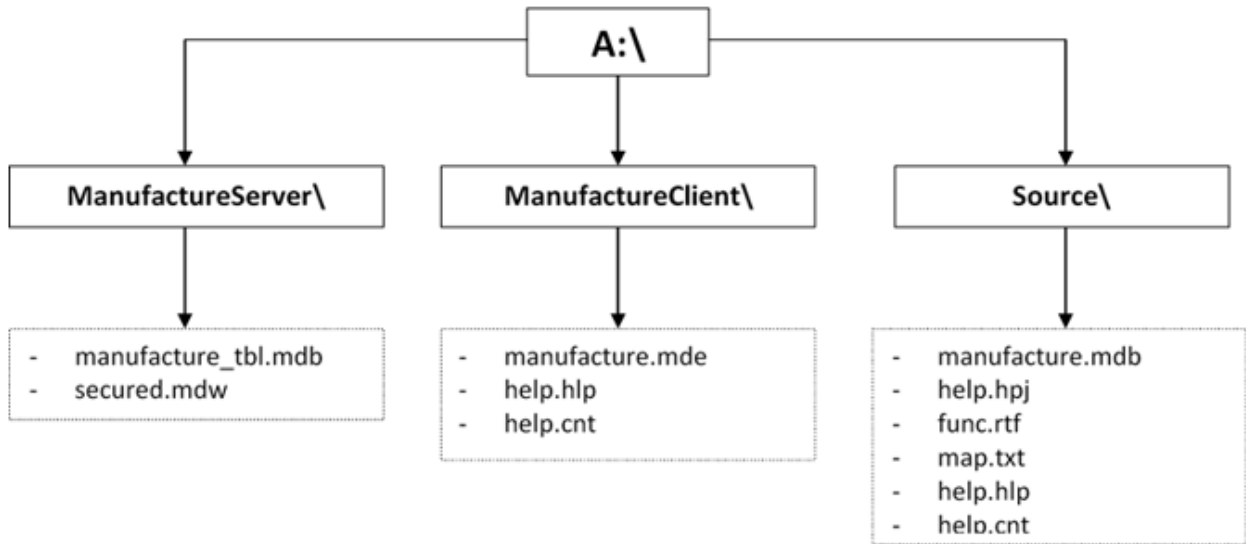 A:\
ManufactureServer\
ManufactureClient\
Source\
- manufacture_tbl.mdb
- secured.mdw
- manufacture.mde
- help.hlp
- help.cnt
- manufacture.mdb
- help.hpj
- func.rtf
- map.txt
- help.hlp
- help.cnt